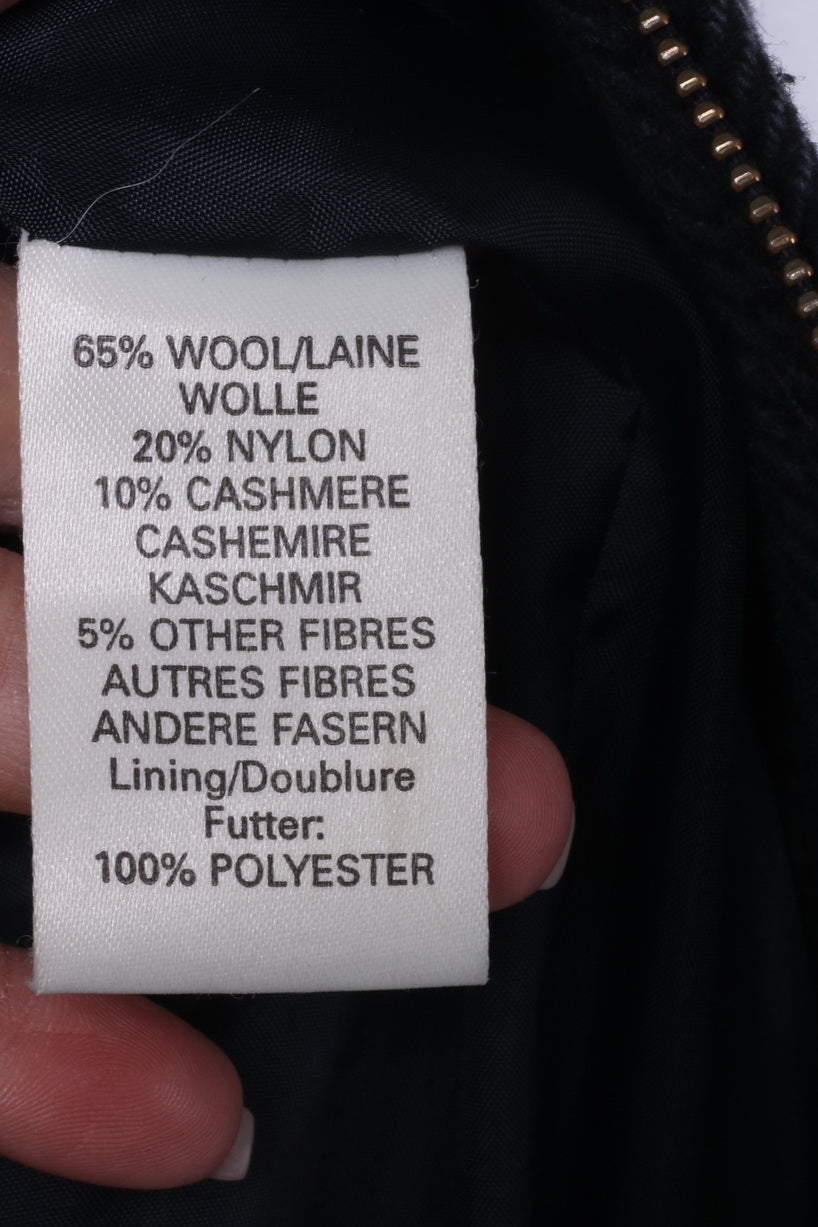 65% WOOL/LAINE
WOLLE
20% NYLON
10% CASHMERE
CASHEMIRE
KASCHMIR
5% OTHER FIBRES
AUTRES FIBRES
ANDERE FASERN
Lining/Doublure
Futter:
100% POLYESTER